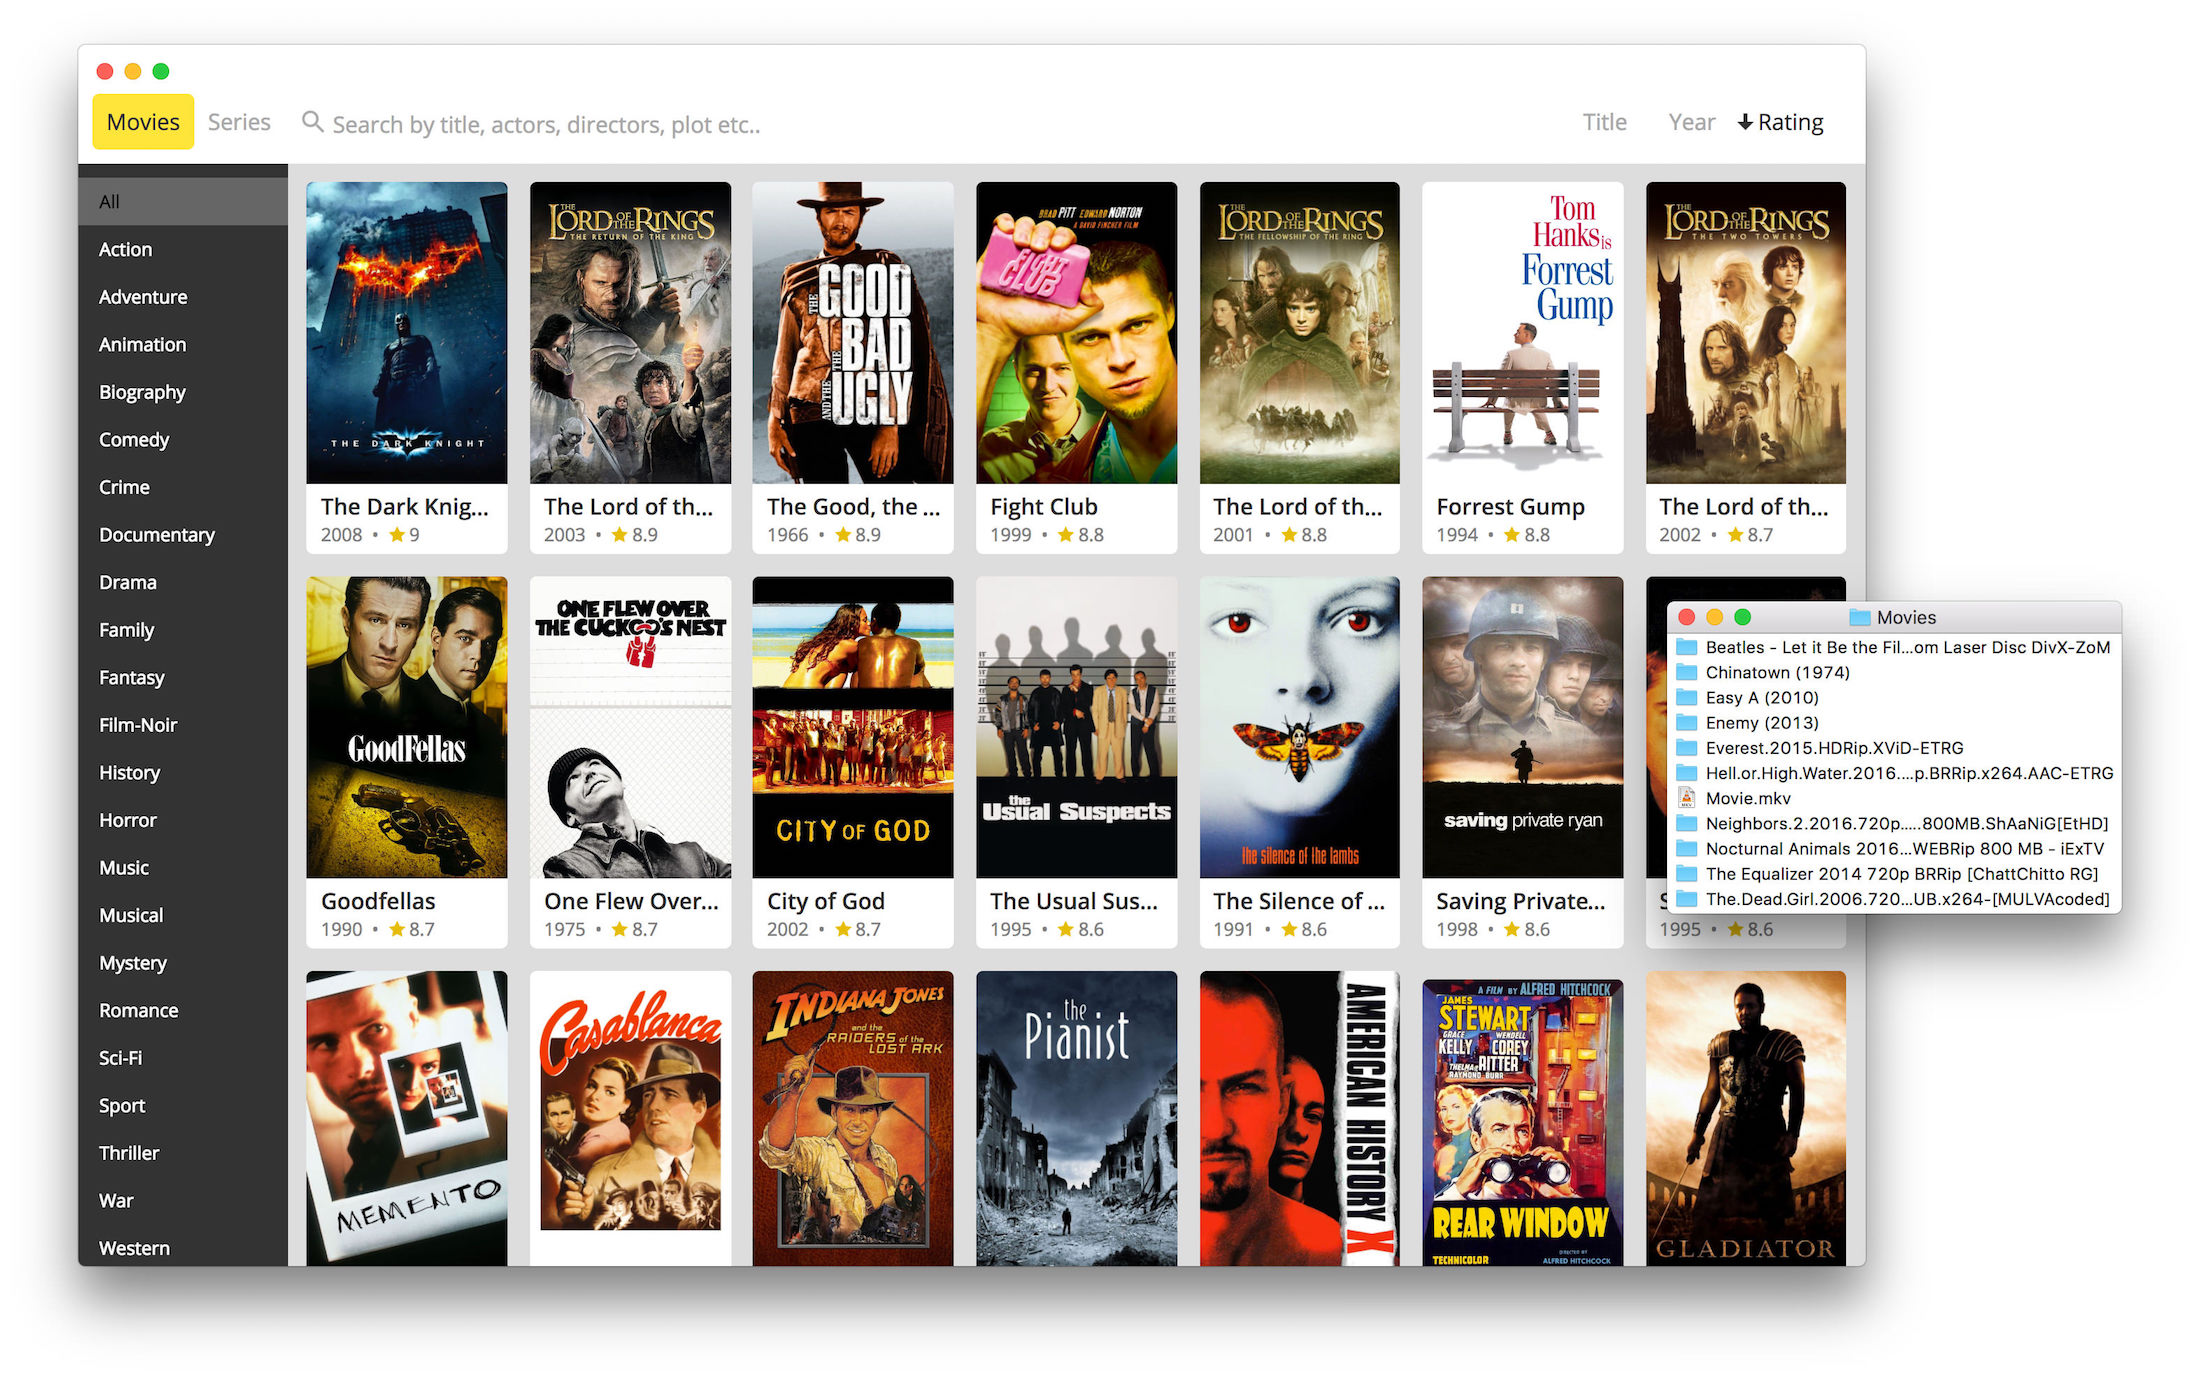 Movies
Series
Search by title, actors, directors, plot etc..
Title
Year
Rating
All
Action
Adventure
Animation
Biography
Comedy
Crime
Documentary
Drama
Family
Fantasy
Film-Noir
History
Horror
Music
Musical
Mystery
Romance
Sci-Fi
Sport
Thriller
War
Western
THE DARK KNIGHT
The Dark Knig...
2008 • 9
THE
LORD OF THE RINGS
THE RETURN OF THE KING
The Lord of th...
2003 • 8.9
THE
GOOD
THE
BAD
AND THE
UGLY
The Good, the ...
1966 • 8.9
BRAD PITT EDWARD NORTON
A DAVID FINCHER FILM
FIGHT
CLUB
Fight Club
1999 • 8.8
THE
LORD OF THE RINGS
THE FELLOWSHIP OF THE RING
The Lord of th...
2001 • 8.8
Tom
Hanks is
Forrest
Gump
Forrest Gump
1994 • 8.8
THE
LORD OF THE RINGS
THE TWO TOWERS
The Lord of th...
2002 • 8.7
GoodFellas
Goodfellas
1990 • 8.7
ONE FLEW OVER
THE CUCKOO'S NEST
One Flew Over...
1975 • 8.7
CITY OF GOD
City of God
2002 • 8.7
the
Usual Suspects
The Usual Sus...
1995 • 8.6
the silence of the lambs
The Silence of ...
1991 • 8.6
saving private ryan
Saving Private...
1998 • 8.6
1995 • 8.6
Movies
Beatles - Let it Be the Fil...om Laser Disc DivX-ZoM
Chinatown (1974)
Easy A (2010)
Enemy (2013)
Everest.2015.HDRip.XViD-ETRG
Hell.or.High.Water.2016....p.BRRip.x264.AAC-ETRG
MKV
Movie.mkv
Neighbors.2.2016.720p.....800MB.ShAaNiG[EtHD]
Nocturnal Animals 2016...WEBRip 800 MB - iExTV
The Equalizer 2014 720p BRRip [ChattChitto RG]
The.Dead.Girl.2006.720...UB.x264-[MULVAcoded]
MEMENTO
Casablanca
INDIANA JONES
and the
RAIDERS of the
LOST ARK
the
Pianist
AMERICAN HISTORY X
A FILM BY ALFRED HITCHCOCK
JAMES
STEWART
GRACE
KELLY
WENDELL
COREY
THELMA RITTER
RAYMOND BURR
REAR WINDOW
TECHNICOLOR
DIRECTED BY
ALFRED HITCHCOCK
GLADIATOR